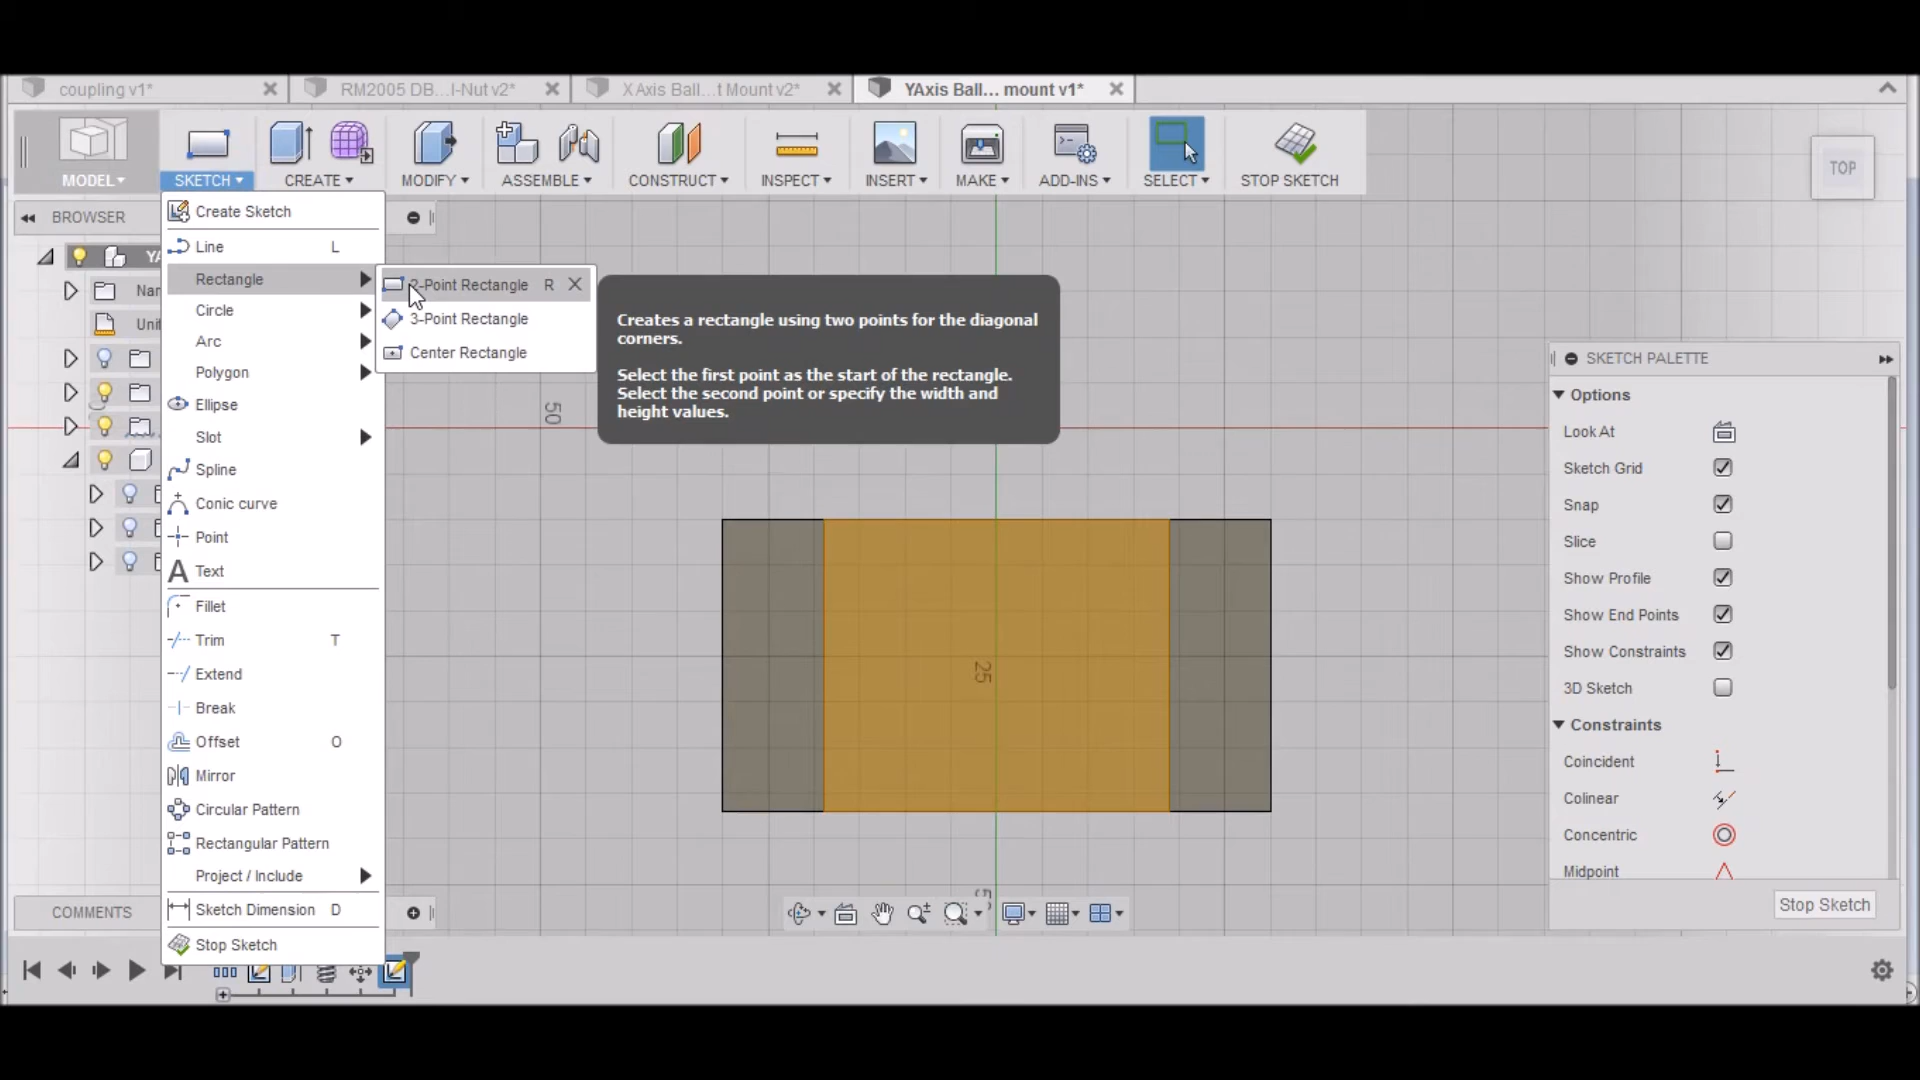 coupling v1*
RM2005 DB...l-Nut v2*
XAxis Ball...t Mount v2*
YAxis Ball... mount v1*
MODEL
SKETCH
CREATE
MODIFY
ASSEMBLE
CONSTRUCT
INSPECT
INSERT
MAKE
ADD-INS
SELECT
STOP SKETCH
TOP
BROWSER
YA
Nar
Unit
Create Sketch
Line L
Rectangle
Circle
Arc
Polygon
Ellipse
Slot
Spline
Conic curve
Point
Text
Fillet
Trim T
Extend
Break
Offset O
Mirror
Circular Pattern
Rectangular Pattern
Project / Include
Sketch Dimension D
Stop Sketch
2-Point Rectangle R
3-Point Rectangle
Center Rectangle
Creates a rectangle using two points for the diagonal
corners.
Select the first point as the start of the rectangle.
Select the second point or specify the width and
height values.
50
25
SKETCH PALETTE
Options
Look At
Sketch Grid
Snap
Slice
Show Profile
Show End Points
Show Constraints
3D Sketch
Constraints
Coincident
Colinear
Concentric
Midpoint
Stop Sketch
COMMENTS